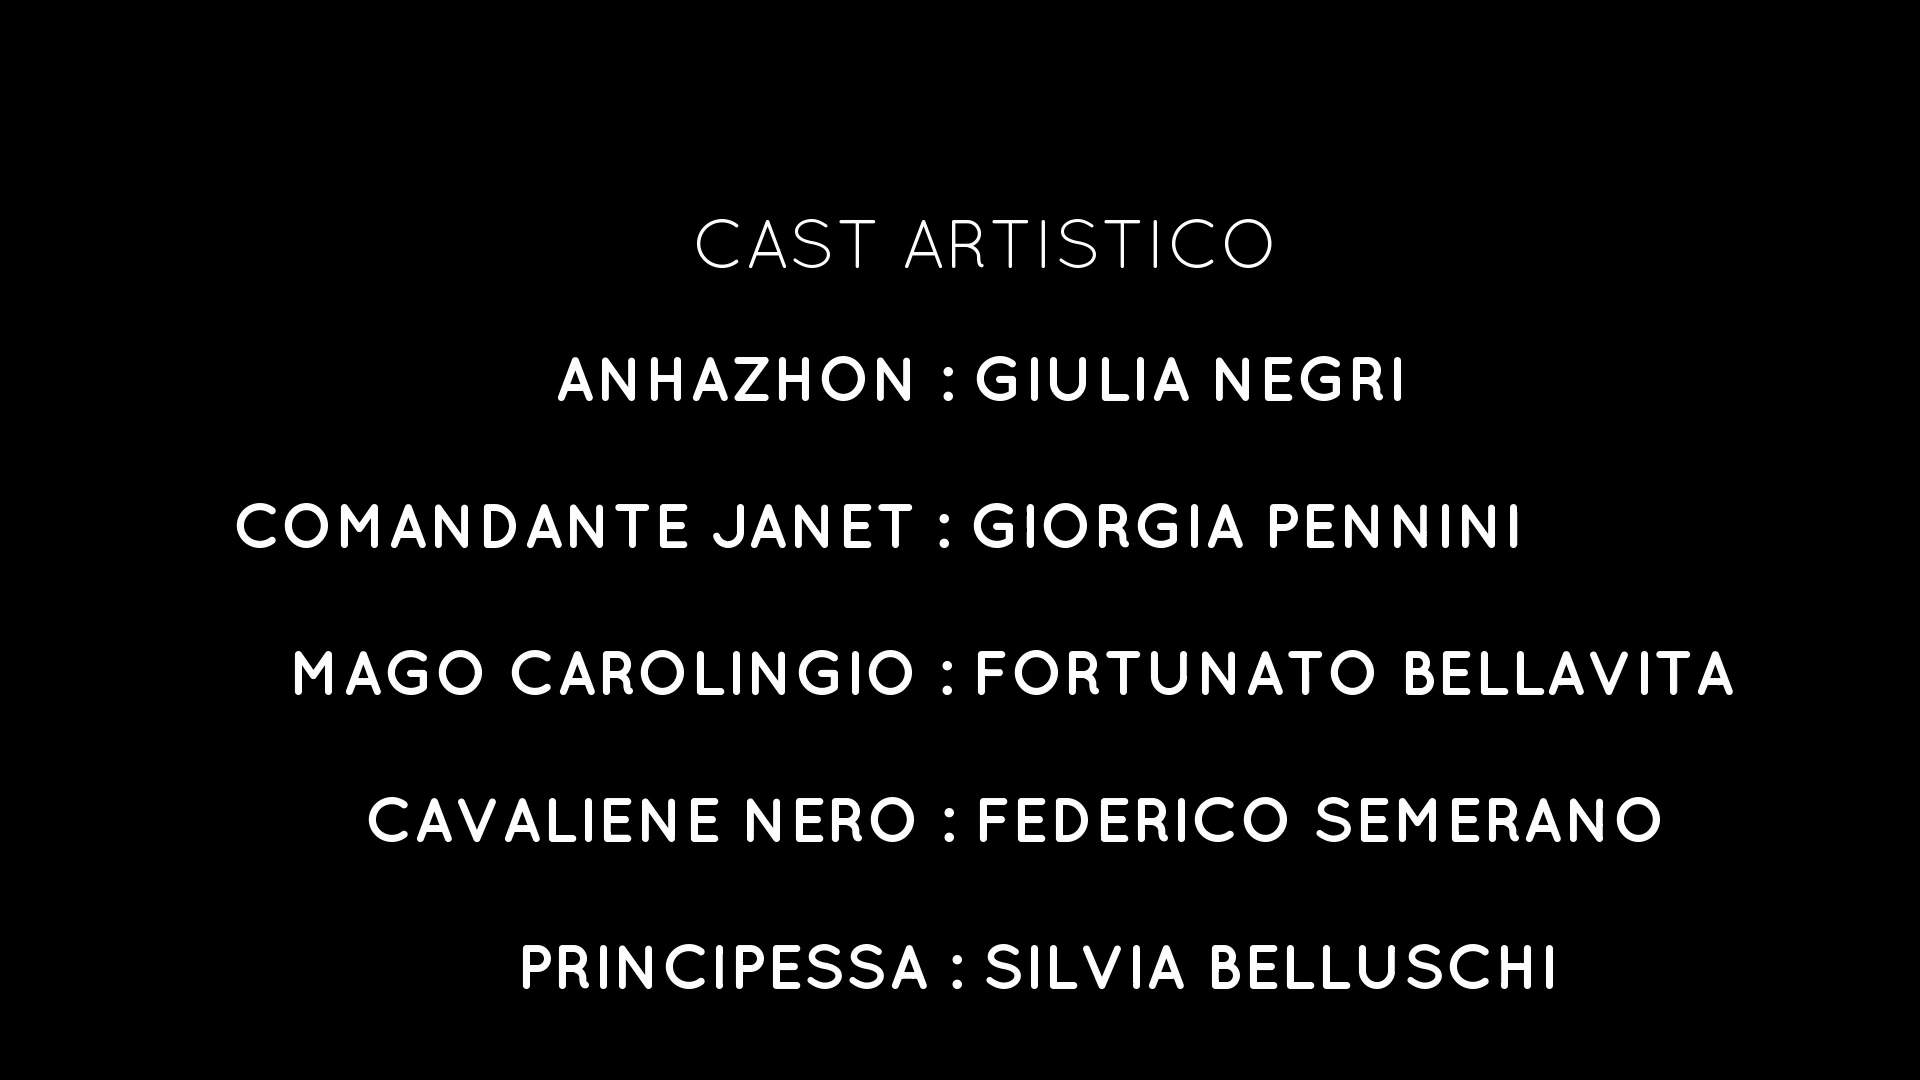 CAST ARTISTICO
ANHAZHON : GIULIA NEGRI
COMANDANTE JANET : GIORGIA PENNINI
MAGO CAROLINGIO : FORTUNATO BELLAVITA
CAVALIENE NERO : FEDERICO SEMERANO
PRINCIPESSA : SILVIA BELLUSCHI